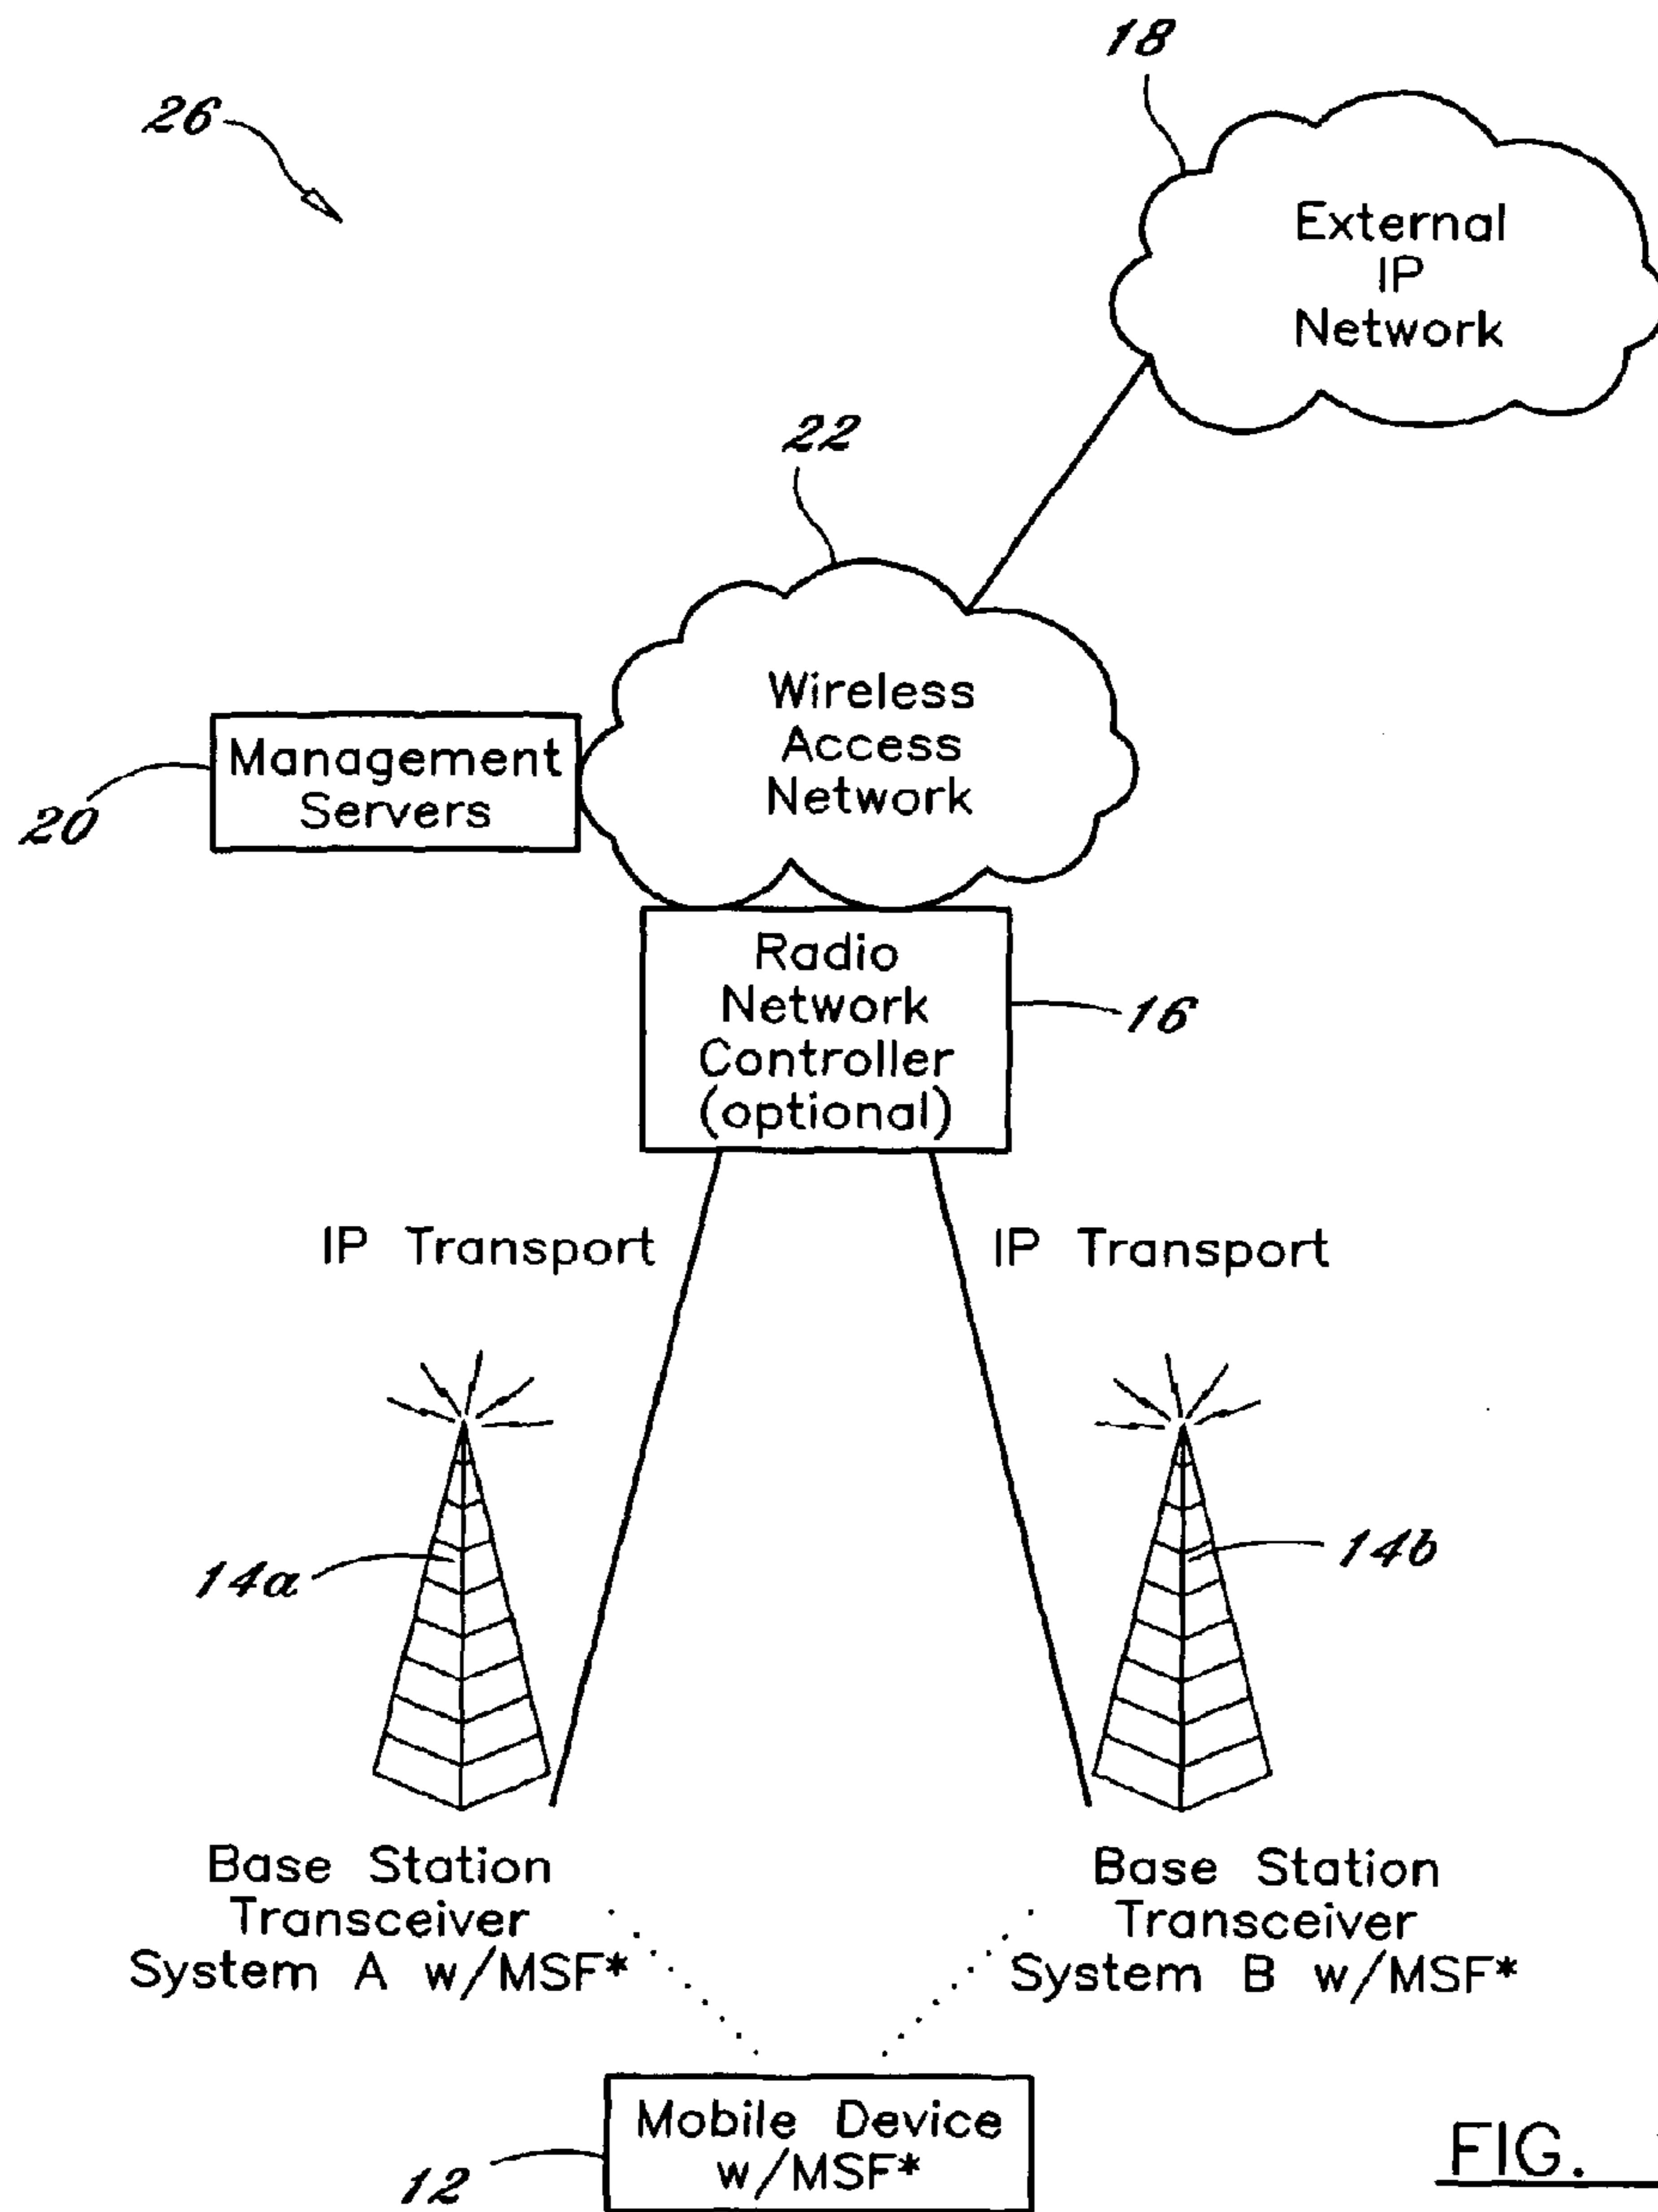 18
26
External
IP
Network
22
Wireless
Access
Network
Management
Servers
20
Radio
Network
Controller
(optional)
16
IP Transport
IP Transport
14a
14b
Base Station
Transceiver
System A w/MSF*
Base Station
Transceiver
System B w/MSF*
Mobile Device
w/MSF*
12
FIG.